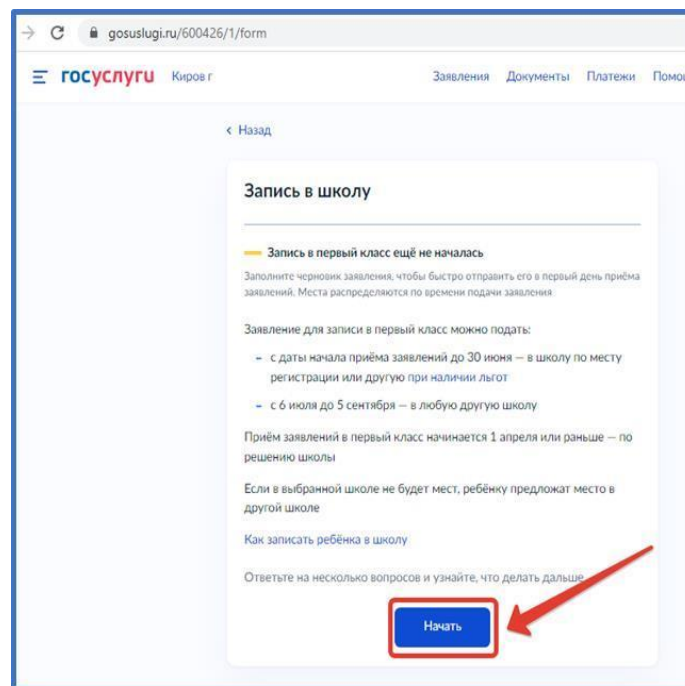 gosuslugi.ru/600426/1/form
госуслуги Киров г Заявления Документы Платежи
Назад
Запись в школу
Запись в первый класс ещё не началась
Заполните черновик заявления, чтобы быстро отправить его в первый день приёма
заявлений. Места распределяются по времени подачи заявления
Заявление для записи в первый класс можно подать:
– с даты начала приёма заявлений до 30 июня — в школу по месту
регистрации или другую при наличии льгот
– с 6 июля до 5 сентября — в любую другую школу
Приём заявлений в первый класс начинается 1 апреля или раньше — по
решению школы
Если в выбранной школе не будет мест, ребёнку предложат место в
другой школе
Как записать ребёнка в школу
Ответьте на несколько вопросов и узнайте, что делать дальше
Начать